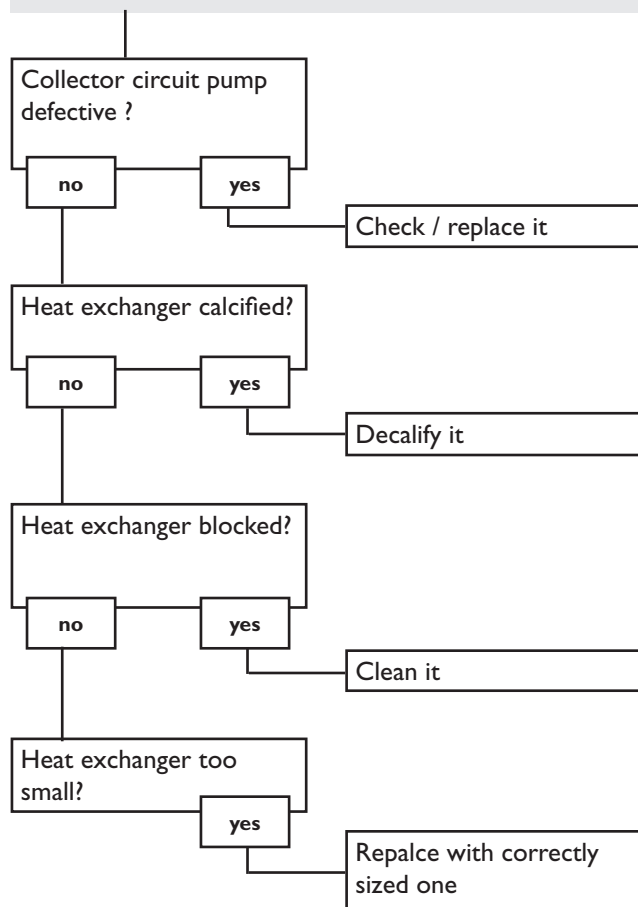 Collector circuit pump
defective ?
no
yes
Check / replace it
Heat exchanger calcified?
no
yes
Decalify it
Heat exchanger blocked?
no
yes
Clean it
Heat exchanger too
small?
yes
Repalce with correctly
sized one